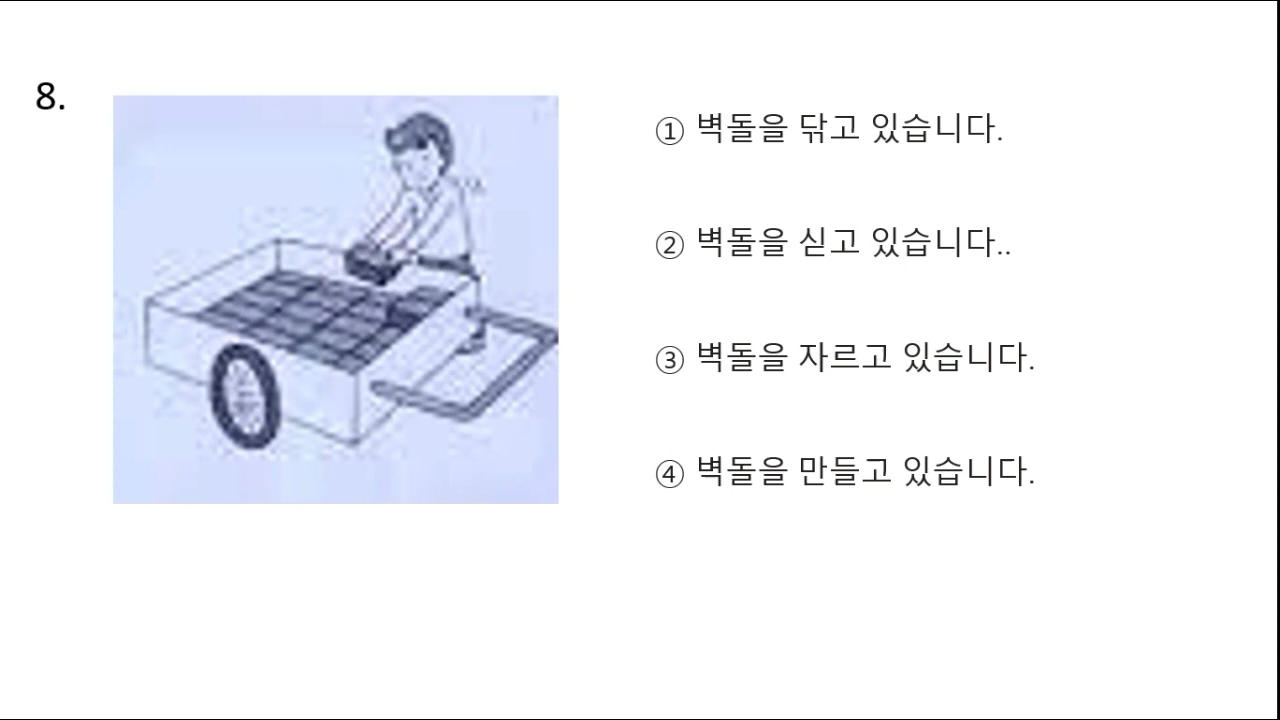 8.
① 벽돌을 닦고 있습니다.
② 벽돌을 싣고 있습니다..
③ 벽돌을 자르고 있습니다.
④ 벽돌을 만들고 있습니다.